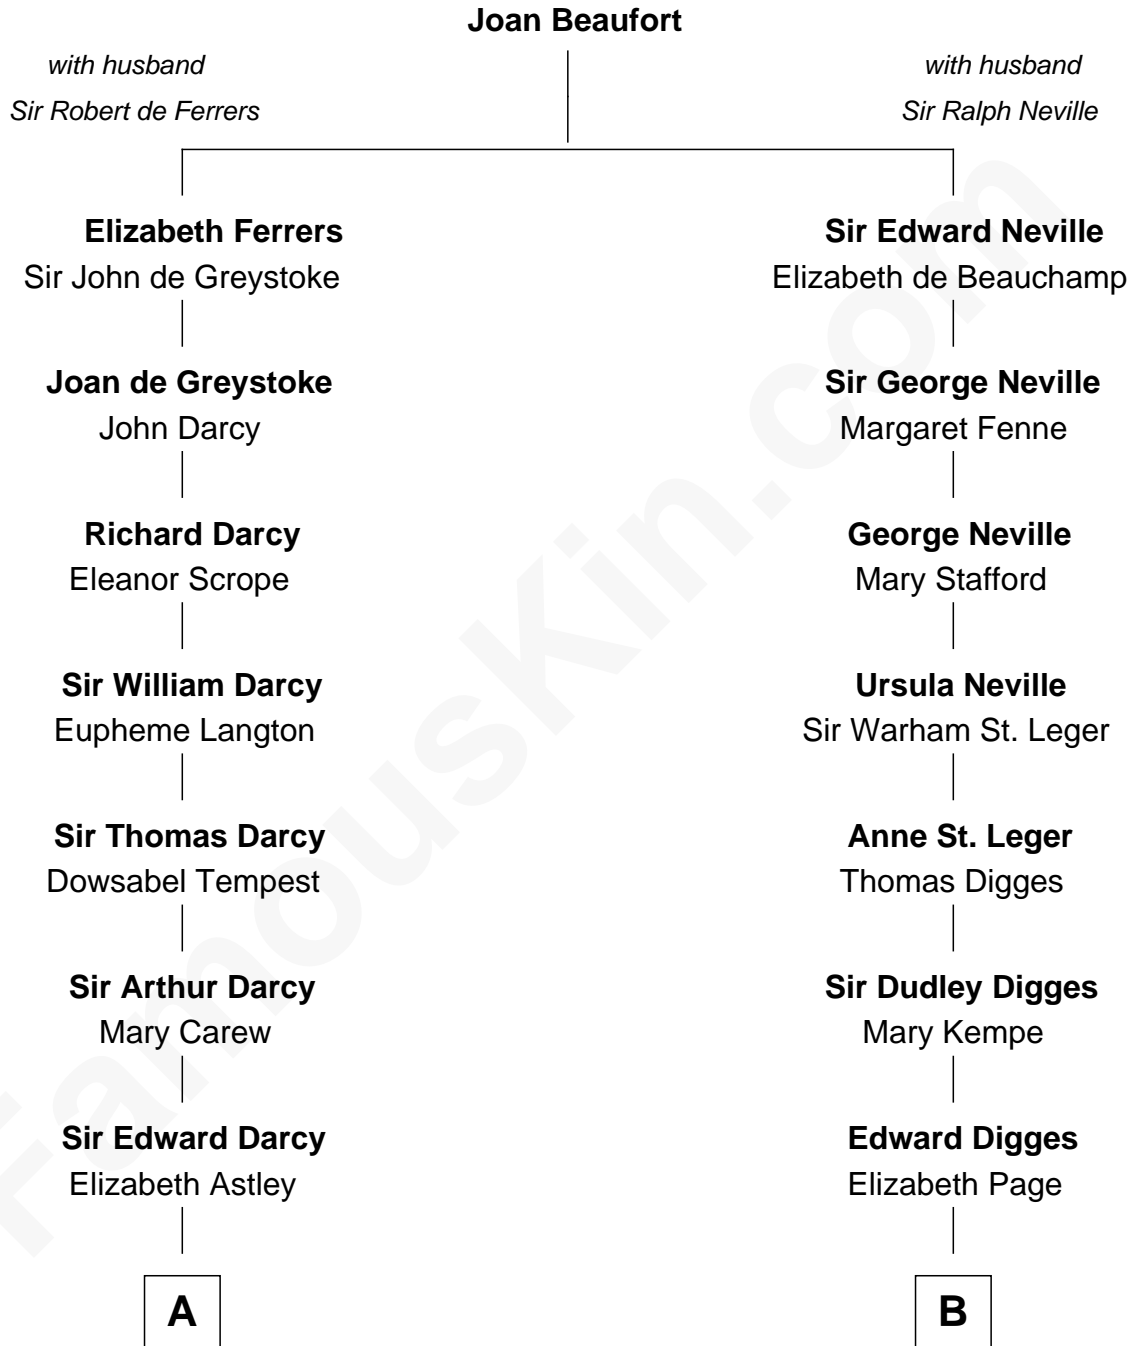 Joan Beaufort
with husband
Sir Robert de Ferrers
with husband
Sir Ralph Neville
Elizabeth Ferrers
Sir John de Greystoke
Sir Edward Neville
Elizabeth de Beauchamp
Joan de Greystoke
John Darcy
Sir George Neville
Margaret Fenne
Richard Darcy
Eleanor Scrope
George Neville
Mary Stafford
Sir William Darcy
Eupheme Langton
Ursula Neville
Sir Warham St. Leger
Sir Thomas Darcy
Dowsabel Tempest
Anne St. Leger
Thomas Digges
Sir Arthur Darcy
Mary Carew
Sir Dudley Digges
Mary Kempe
Sir Edward Darcy
Elizabeth Astley
Edward Digges
Elizabeth Page
A
B
FamousKin.com